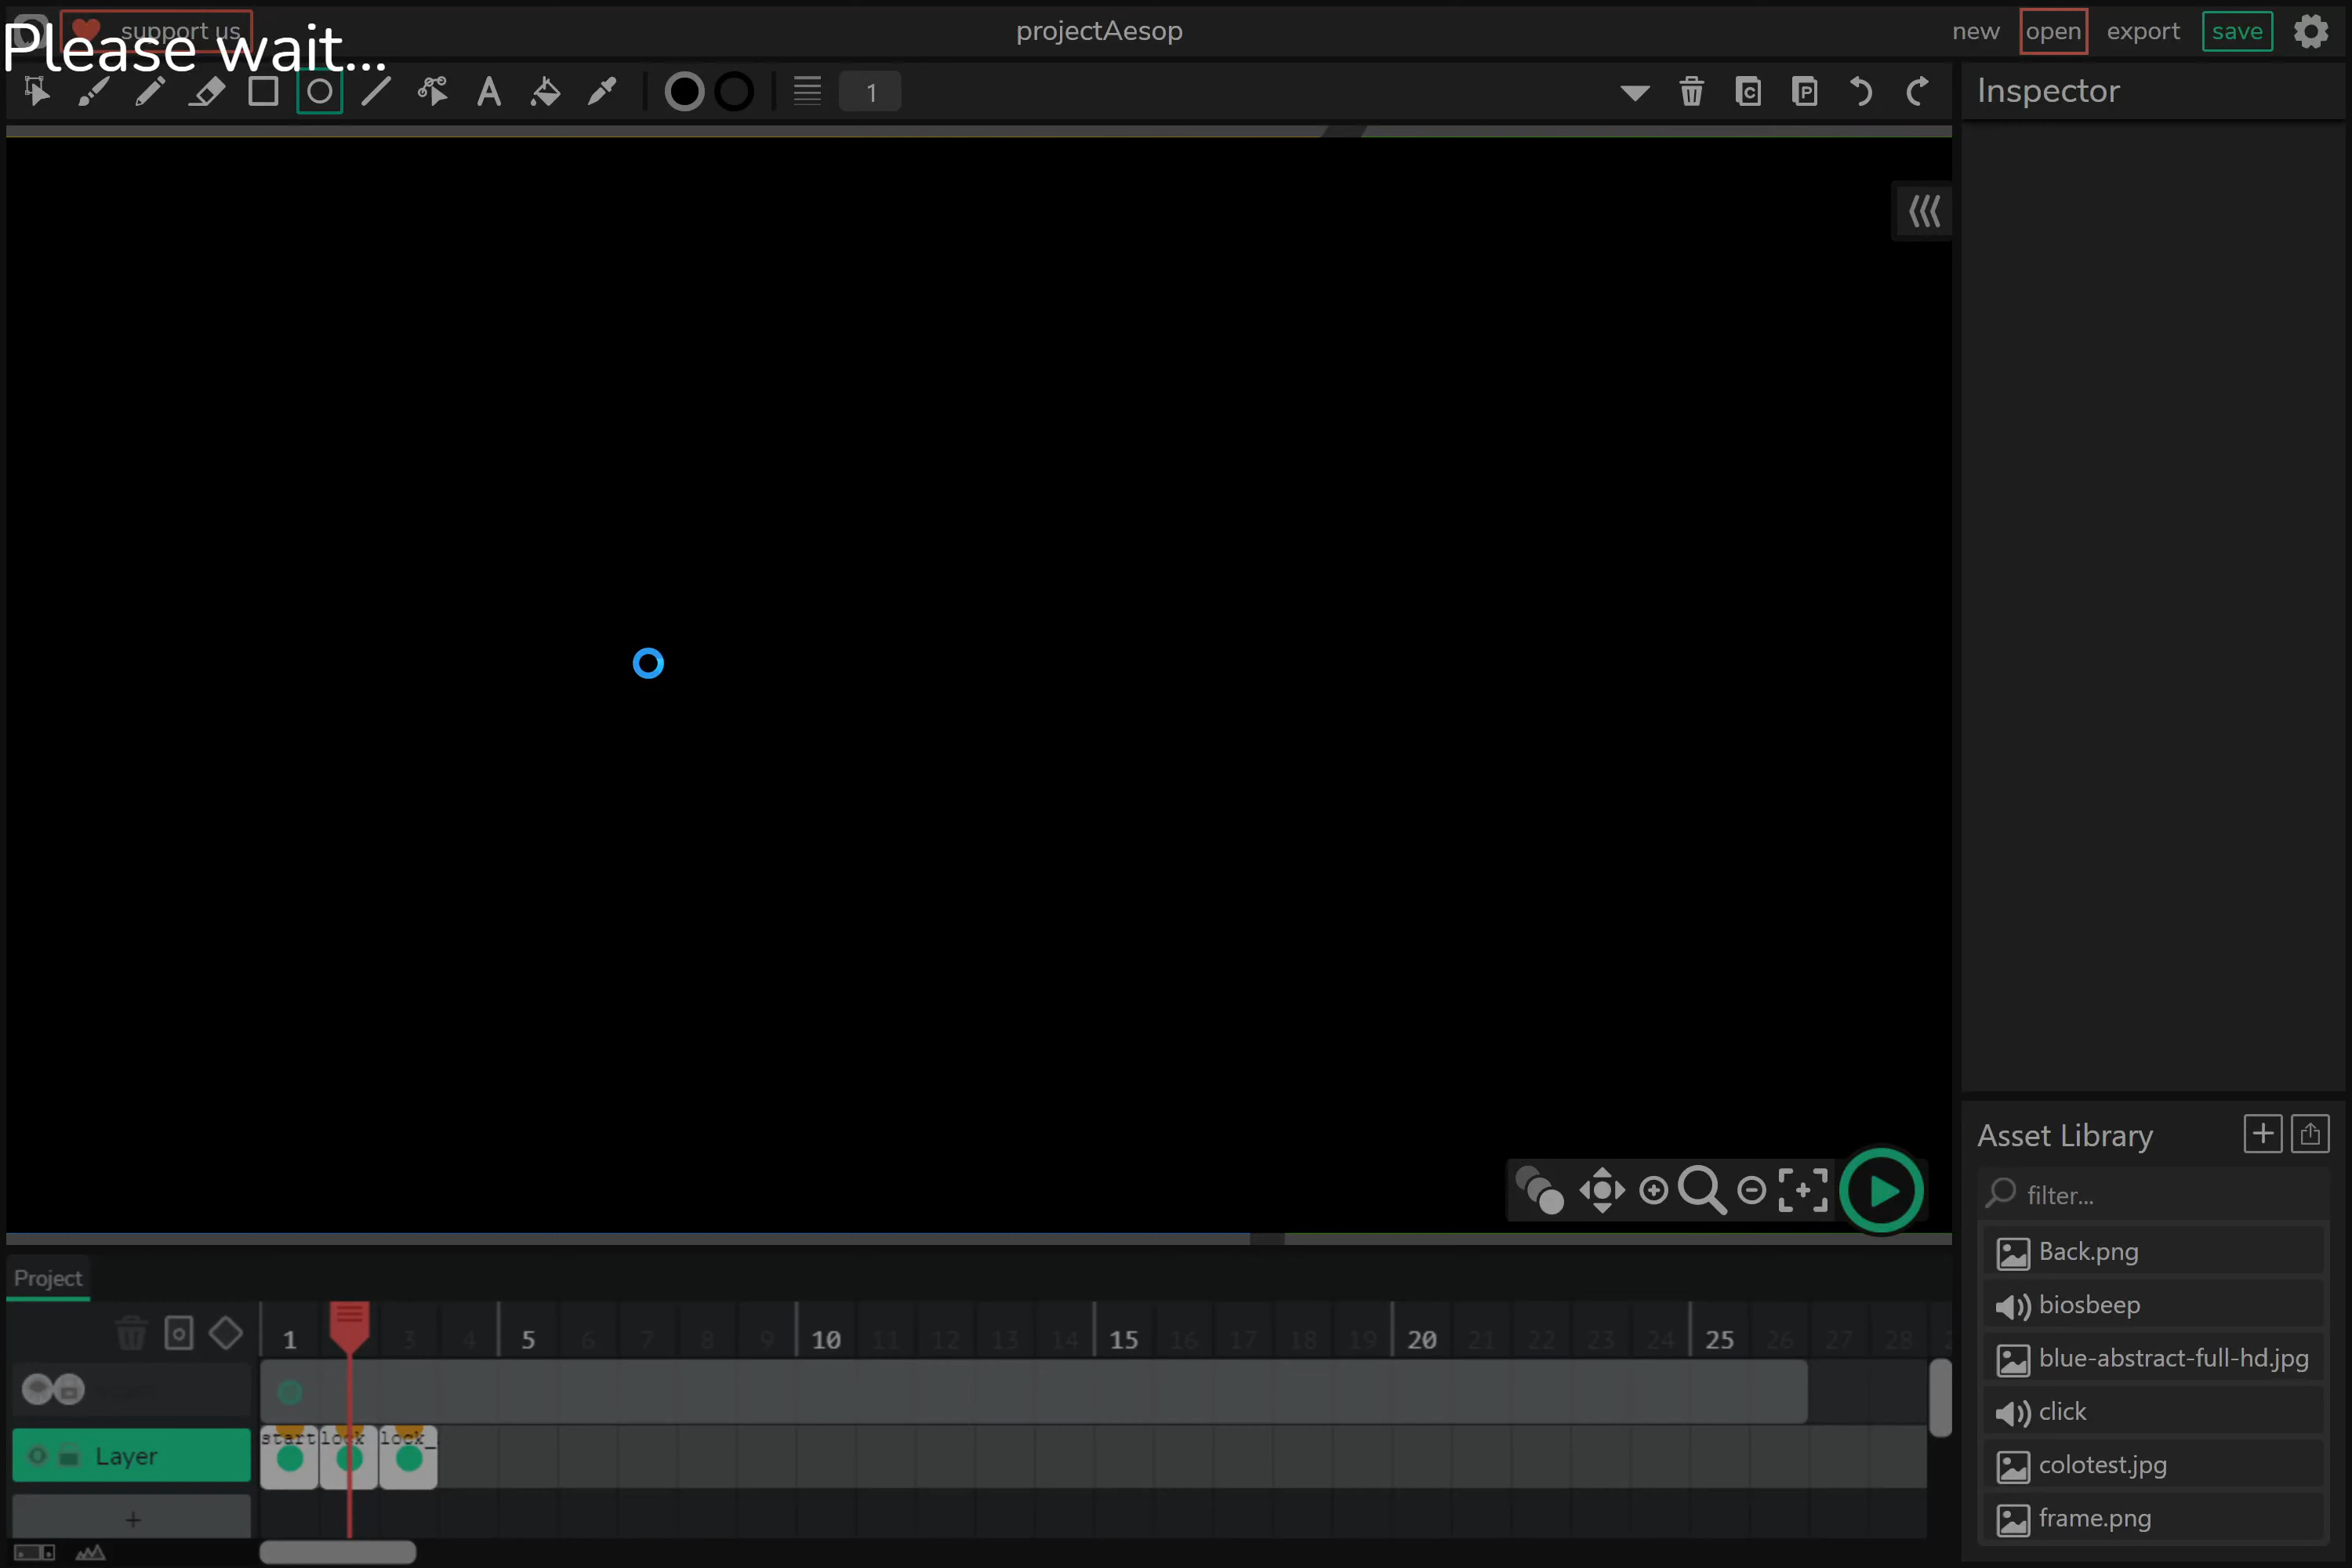 Please wait...
support us
projectAesop
new open export save
1
Inspector
Asset Library
filter...
Back.png
biosbeep
blue-abstract-full-hd.jpg
click
colotest.jpg
frame.png
Project
1 3 4 5 6 7 8 9 10 11 12 13 14 15 16 17 18 19 20 21 22 23 24 25 26 27 28
start lock lock_
Layer